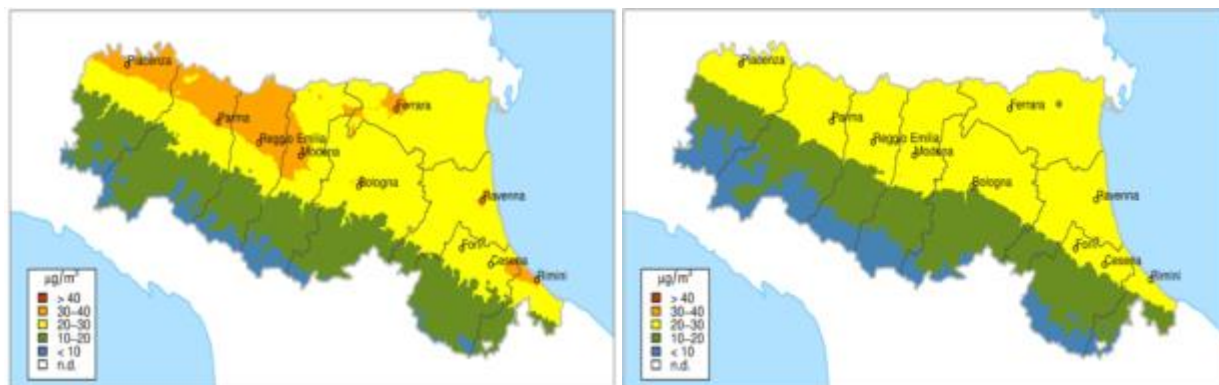 Piacenza
Parma
Reggio Emilia
Modena
Ferrara
Bologna
Ravenna
Forlì
Cesena
Rimini
µg/m³
> 40
30-40
20-30
10-20
< 10
n.d.
Piacenza
Parma
Reggio Emilia
Modena
Ferrara
Bologna
Ravenna
Forlì
Cesena
Rimini
µg/m³
> 40
30-40
20-30
10-20
< 10
n.d.